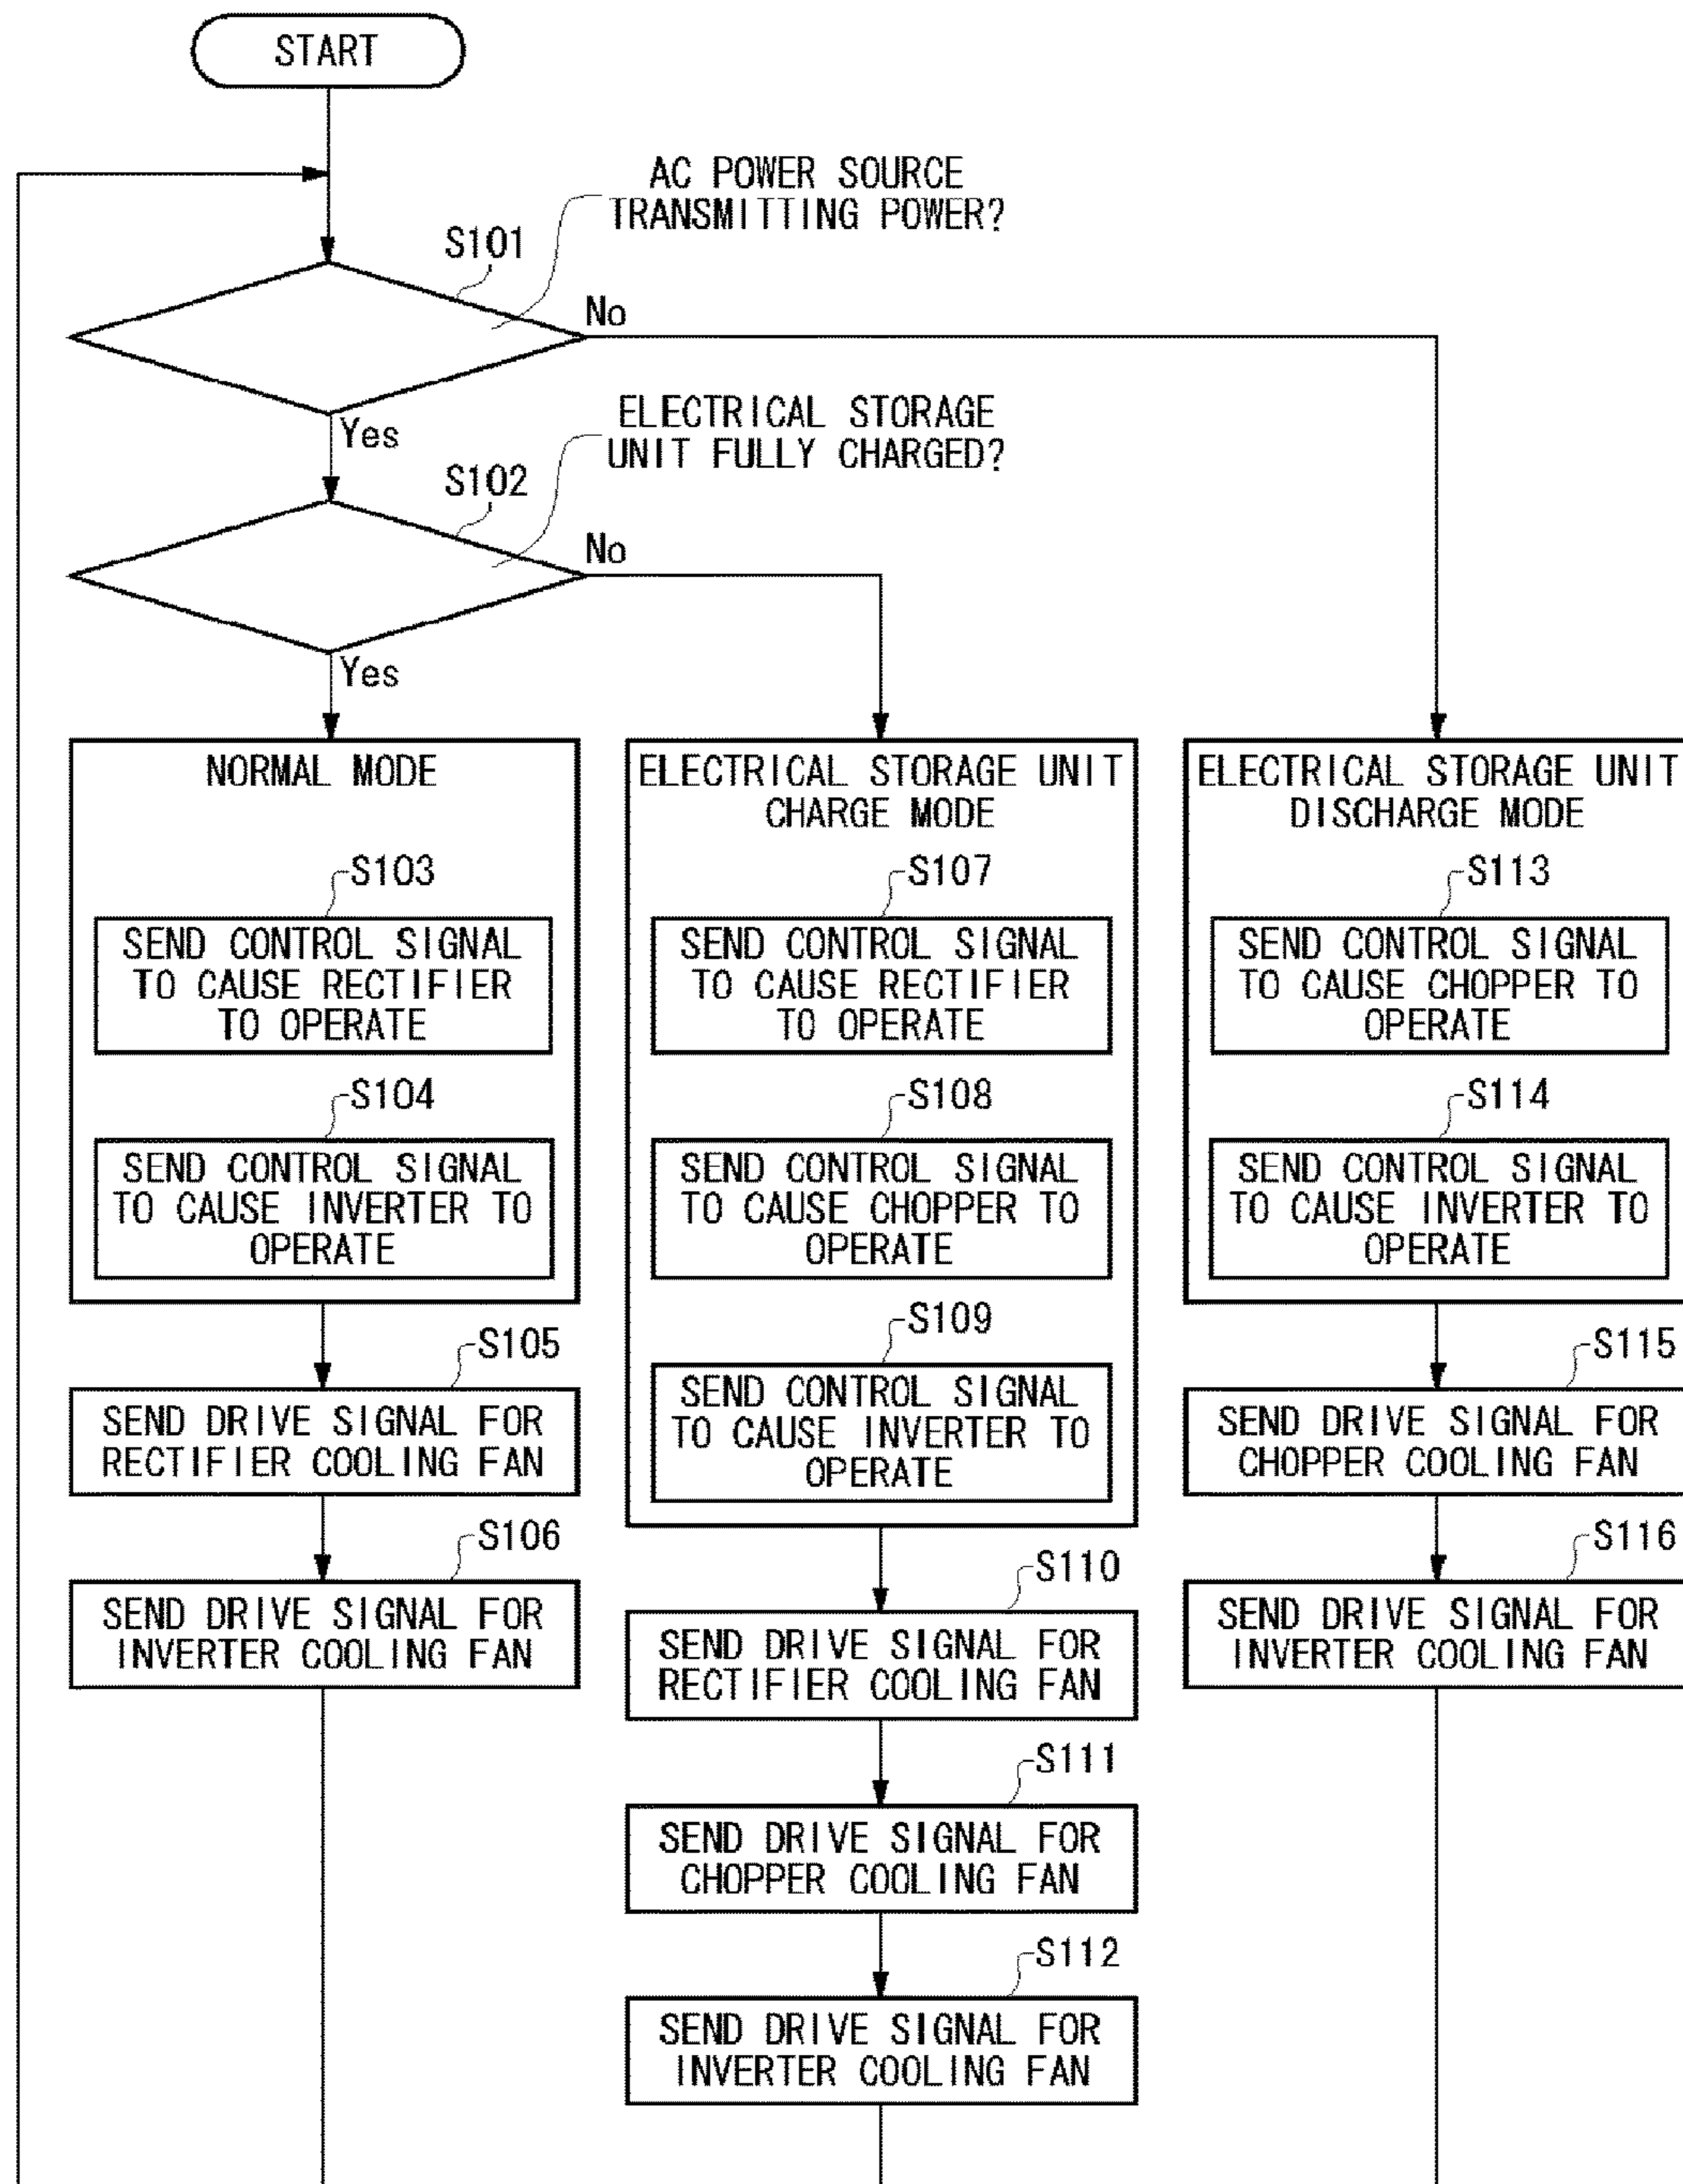 START
AC POWER SOURCE
TRANSMITTING POWER?
S101
No
Yes
ELECTRICAL STORAGE
UNIT FULLY CHARGED?
S102
No
Yes
NORMAL MODE
S103
SEND CONTROL SIGNAL
TO CAUSE RECTIFIER
TO OPERATE
S104
SEND CONTROL SIGNAL
TO CAUSE INVERTER TO
OPERATE
S105
SEND DRIVE SIGNAL FOR
RECTIFIER COOLING FAN
S106
SEND DRIVE SIGNAL FOR
INVERTER COOLING FAN
ELECTRICAL STORAGE UNIT
CHARGE MODE
S107
SEND CONTROL SIGNAL
TO CAUSE RECTIFIER
TO OPERATE
S108
SEND CONTROL SIGNAL
TO CAUSE CHOPPER TO
OPERATE
S109
SEND CONTROL SIGNAL
TO CAUSE INVERTER TO
OPERATE
S110
SEND DRIVE SIGNAL FOR
RECTIFIER COOLING FAN
S111
SEND DRIVE SIGNAL FOR
CHOPPER COOLING FAN
S112
SEND DRIVE SIGNAL FOR
INVERTER COOLING FAN
ELECTRICAL STORAGE UNIT
DISCHARGE MODE
S113
SEND CONTROL SIGNAL
TO CAUSE CHOPPER TO
OPERATE
S114
SEND CONTROL SIGNAL
TO CAUSE INVERTER TO
OPERATE
S115
SEND DRIVE SIGNAL FOR
CHOPPER COOLING FAN
S116
SEND DRIVE SIGNAL FOR
INVERTER COOLING FAN